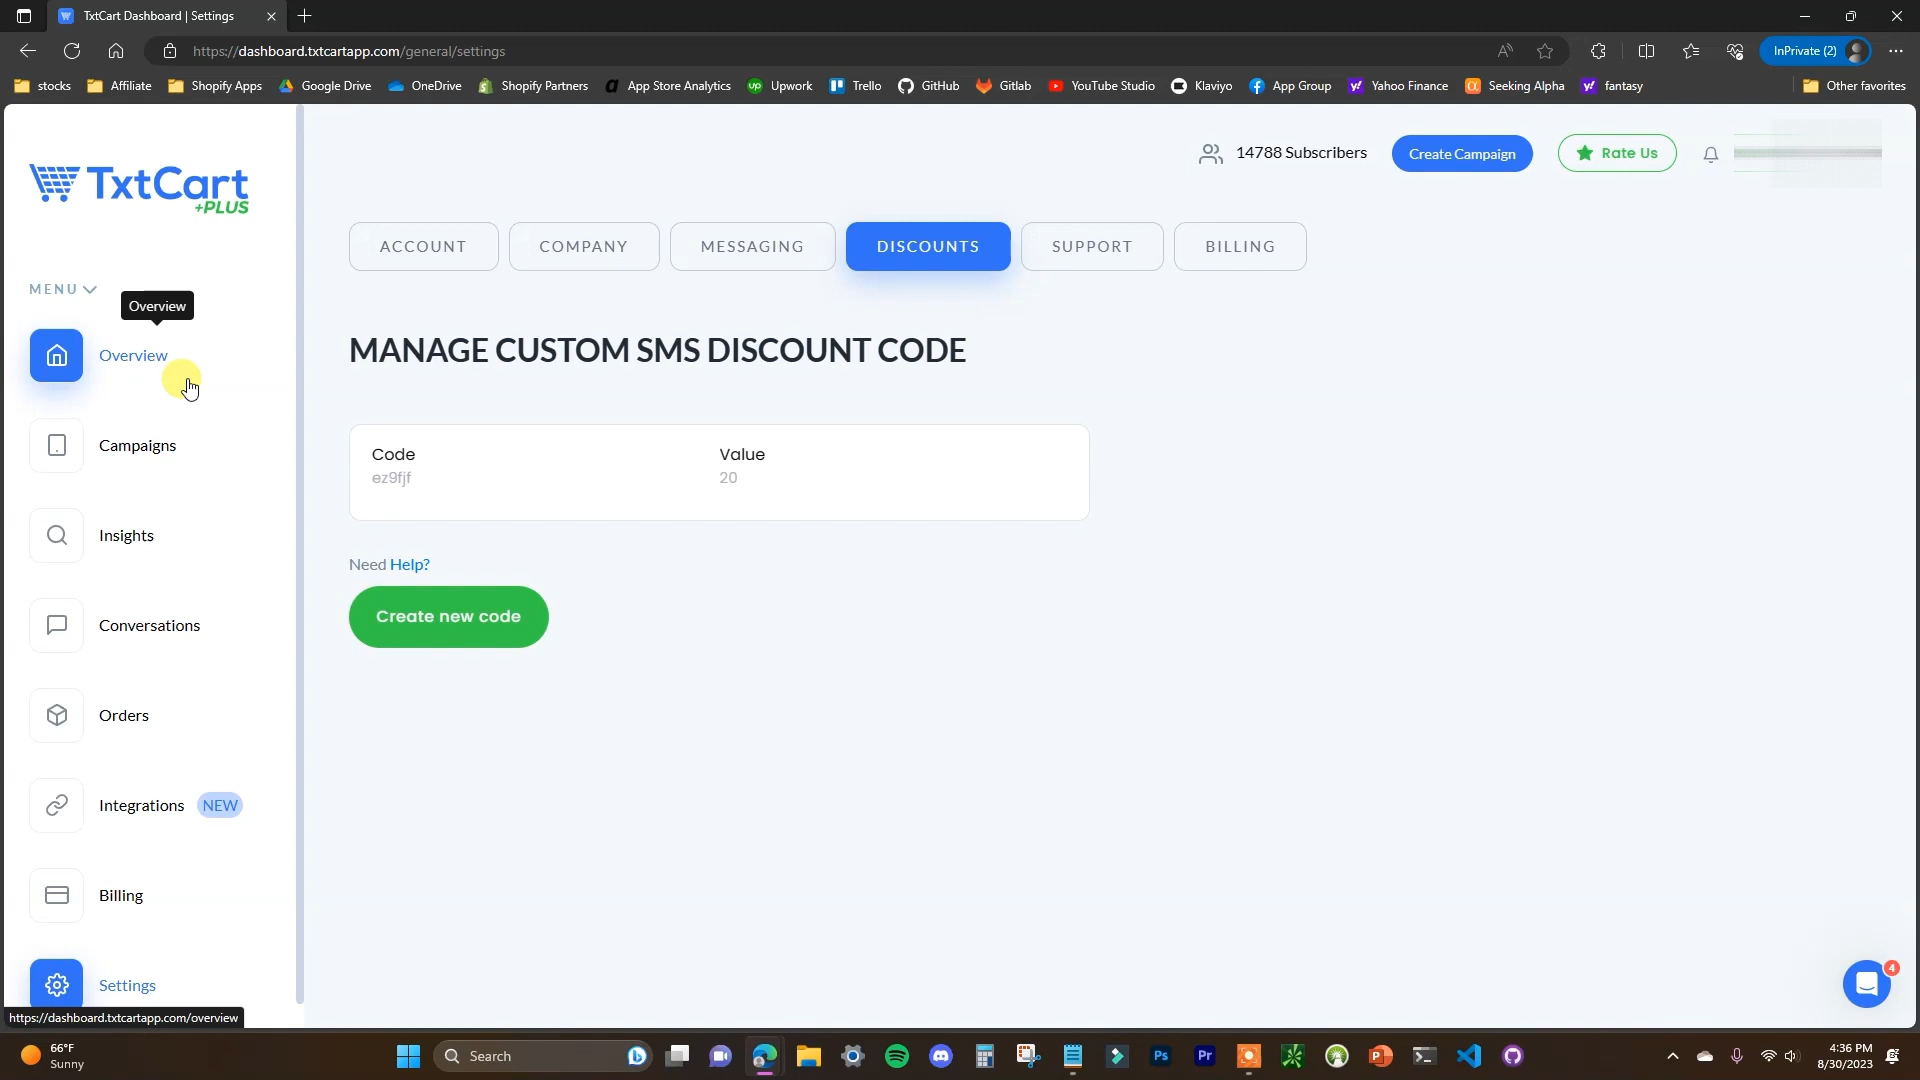 TxtCart Dashboard | Settings
https://dashboard.txtcartapp.com/general/settings
InPrivate (2)
stocks
Affiliate
Shopify Apps
Google Drive
OneDrive
Shopify Partners
App Store Analytics
Upwork
Trello
GitHub
Gitlab
YouTube Studio
Klaviyo
App Group
Yahoo Finance
Seeking Alpha
fantasy
Other favorites
TxtCart
+PLUS
14788 Subscribers
Create Campaign
Rate Us
ACCOUNT
COMPANY
MESSAGING
DISCOUNTS
SUPPORT
BILLING
MENU
Overview
Overview
Campaigns
Insights
Conversations
Orders
Integrations NEW
Billing
Settings
https://dashboard.txtcartapp.com/overview
MANAGE CUSTOM SMS DISCOUNT CODE
Code
Value
ez9fjf
20
Need Help?
Create new code
4
66°F
Sunny
Search
Ps
Pr
4:36 PM
8/30/2023